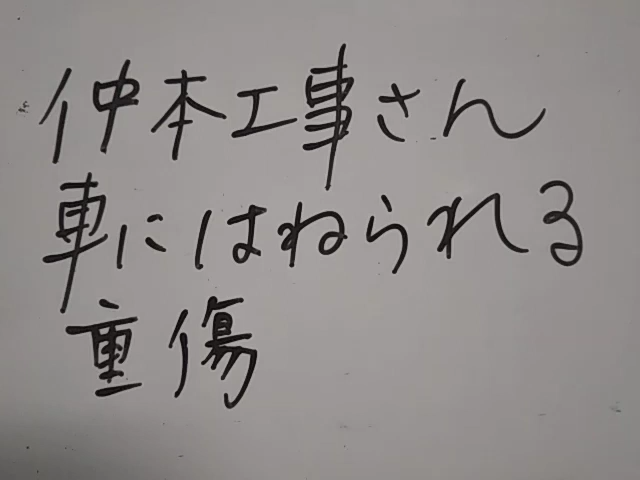 仲本工事さん
車にはねられる
重傷